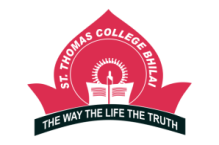 ST. THOMAS COLLEGE BHILAI
THE WAY THE LIFE THE TRUTH